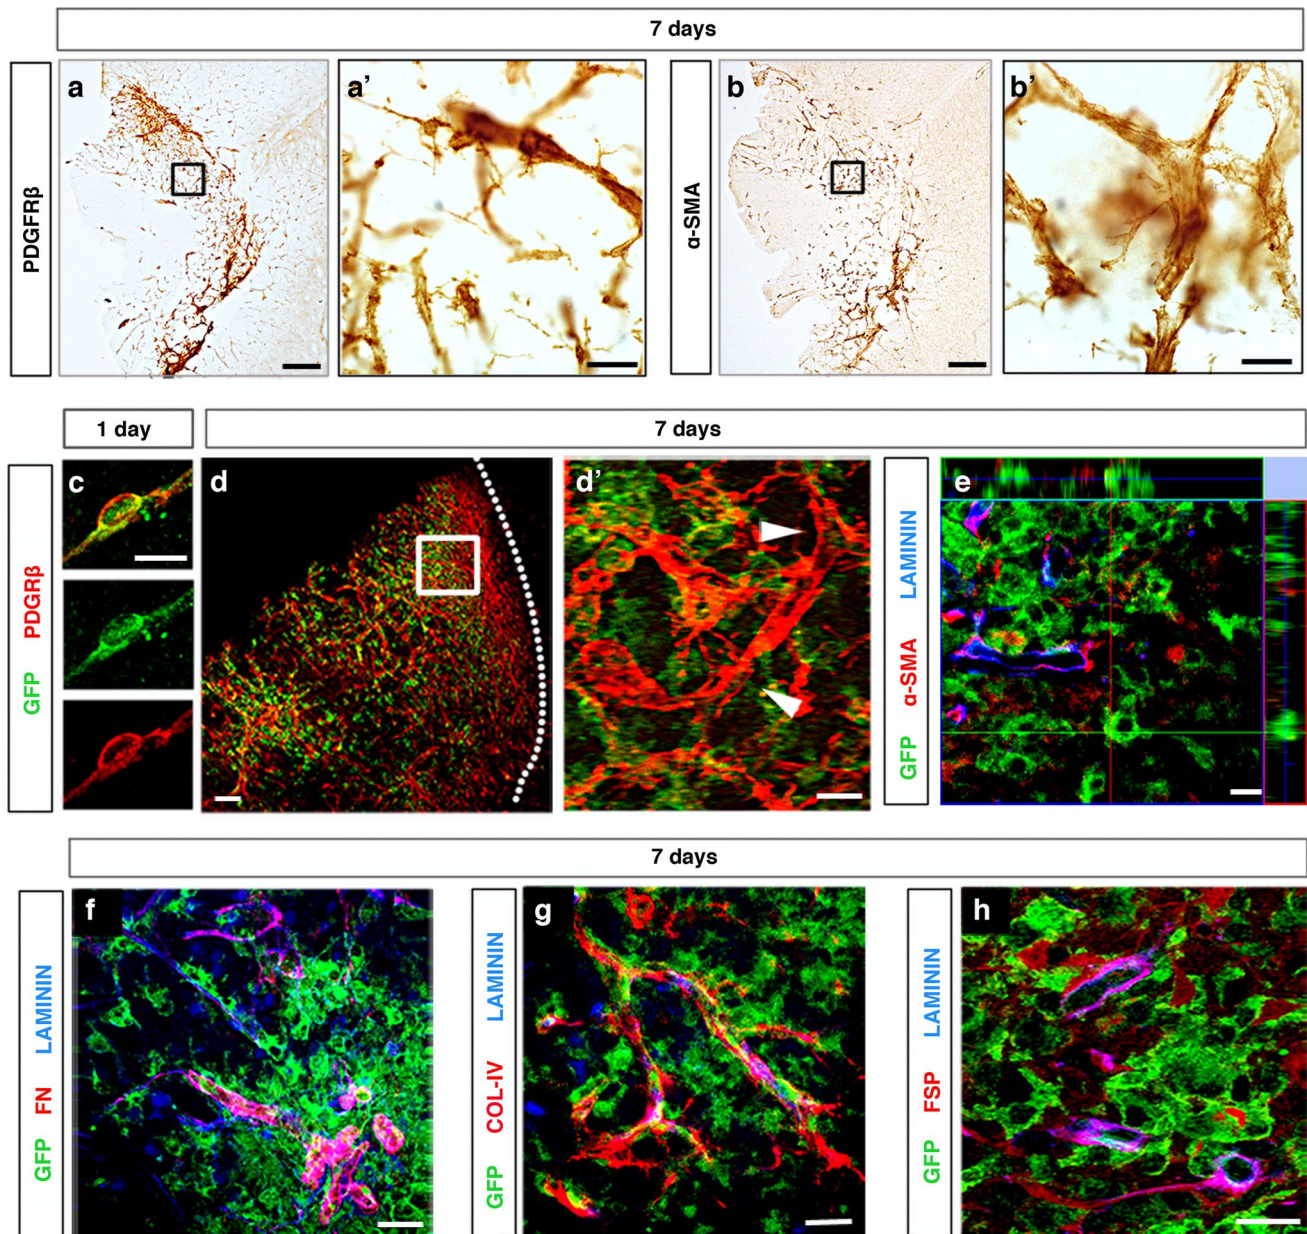 7 days
PDGFRβ
a
a’
α-SMA
b
b’
1 day
7 days
GFP PDGRβ
c
d
d’
GFP α-SMA LAMININ
e
7 days
GFP FN LAMININ
f
GFP COL-IV LAMININ
g
GFP FSP LAMININ
h